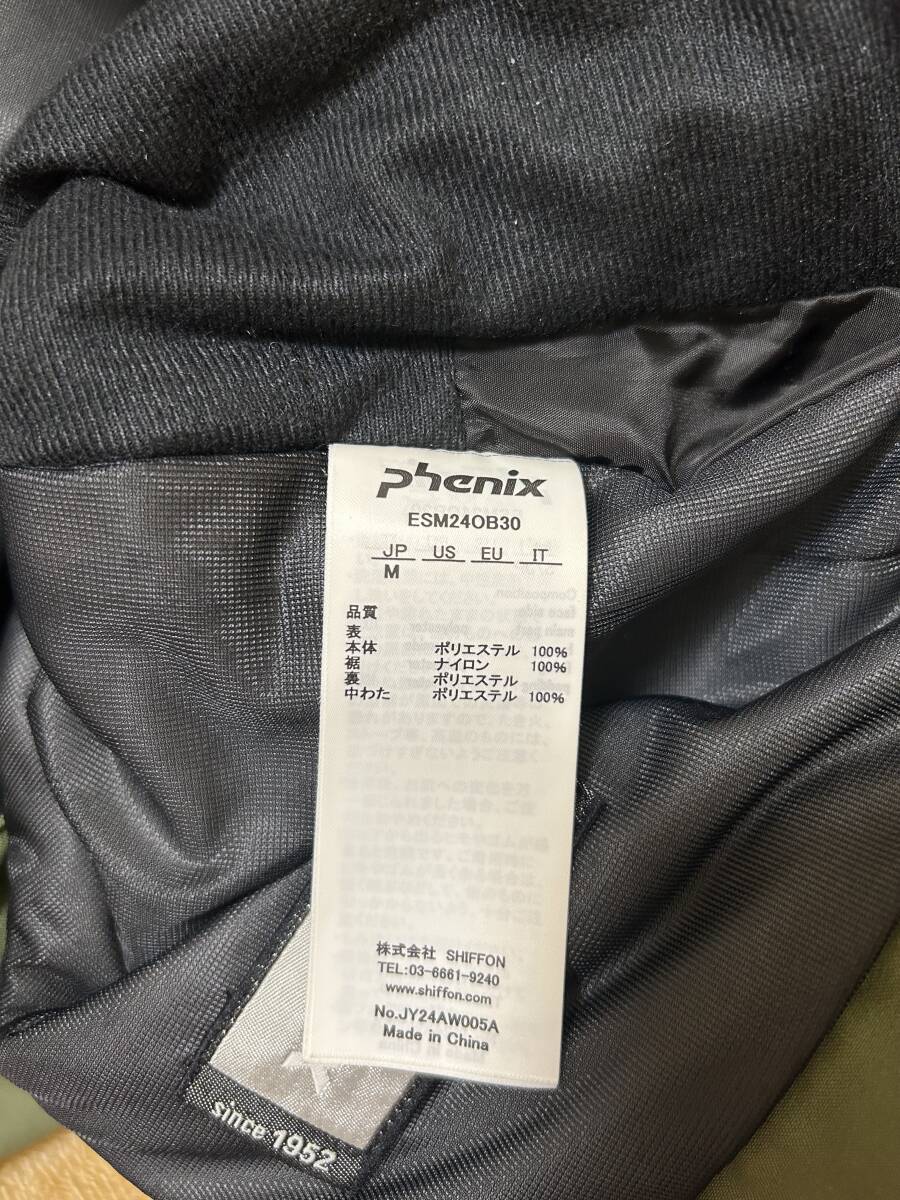 phenix
ESM24OB30
JP US EU IT
M
品質
表
本体 ポリエステル 100%
裾 ナイロン 100%
裏 ポリエステル
中わた ポリエステル 100%
株式会社 SHIFFON
TEL:03-6661-9240
www.shiffon.com
No.JY24AW005A
Made in China
since 1952